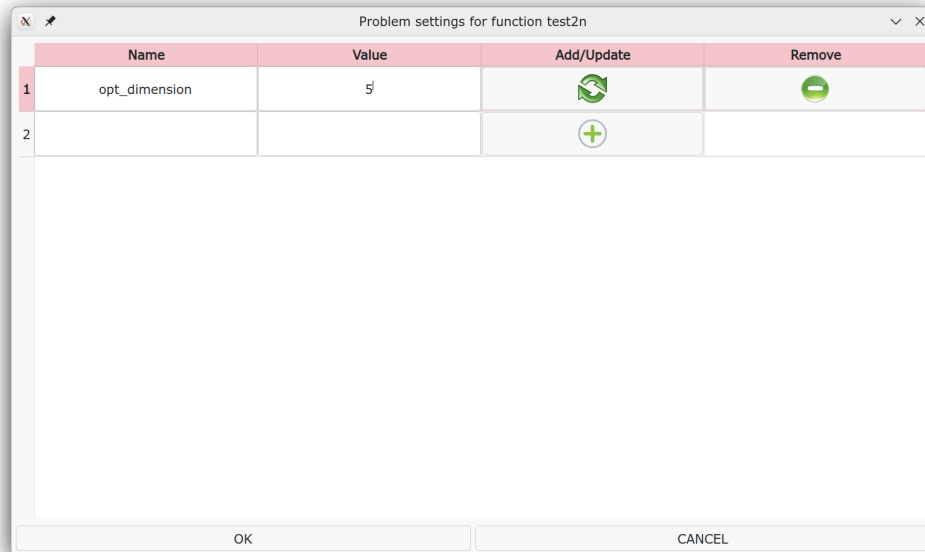 Problem settings for function test2n
Name Value Add/Update Remove
1 opt_dimension 5
2
OK CANCEL